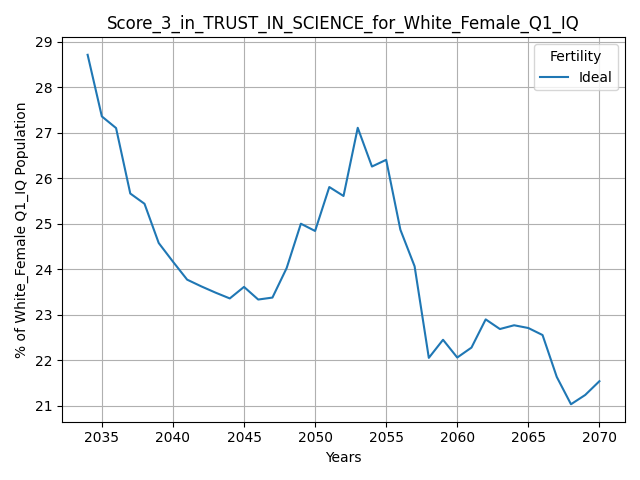 Score_3_in_TRUST_IN_SCIENCE_for_White_Female_Q1_IQ
Fertility
Ideal
% of White_Female Q1_IQ Population
29
28
27
26
25
24
23
22
21
2035 2040 2045 2050 2055 2060 2065 2070
Years